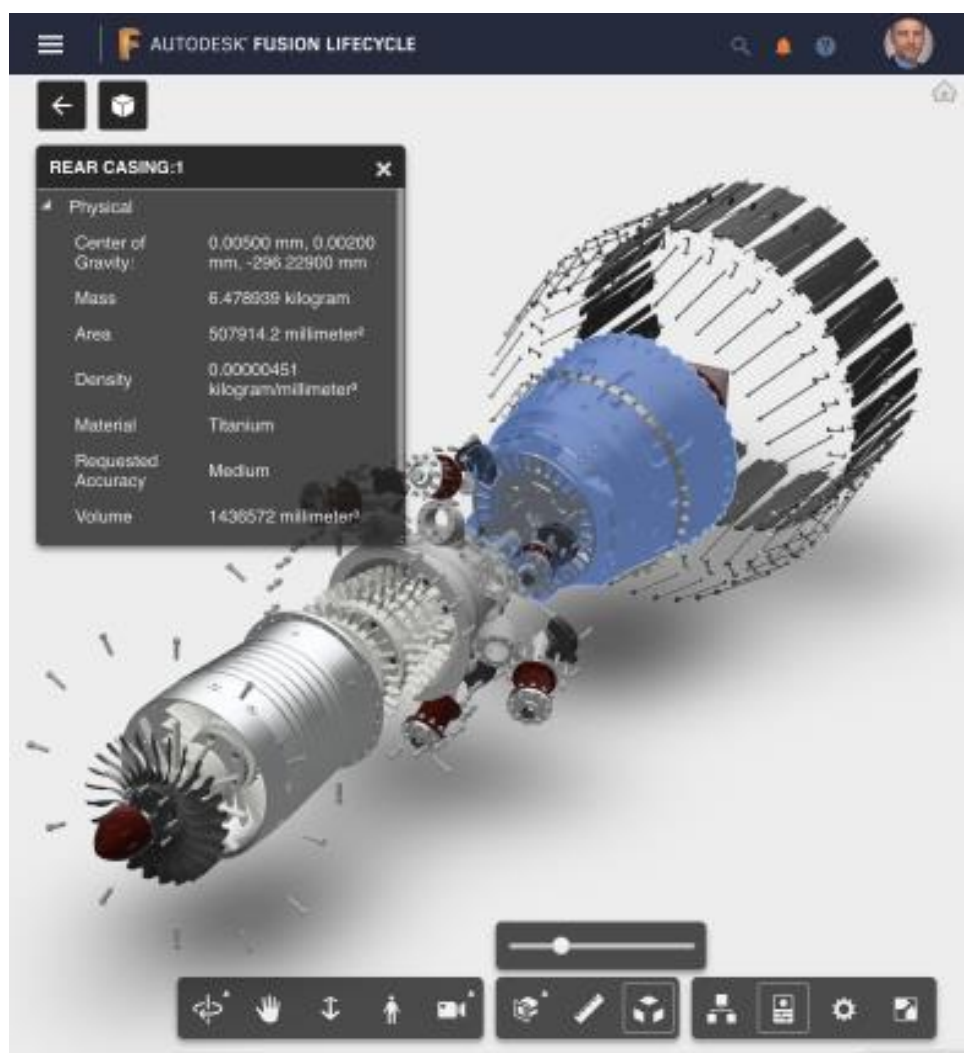 AUTODESK® FUSION LIFECYCLE
REAR CASING:1
Physical
Center of Gravity:
0.00500 mm, 0.00200
mm, -296.22900 mm
Mass
6.478939 kilogram
Area
507914.2 millimeter²
Density
0.00000451
kilogram/millimeter³
Material
Titanium
Requested
Accuracy
Medium
Volume
1436572 millimeter³